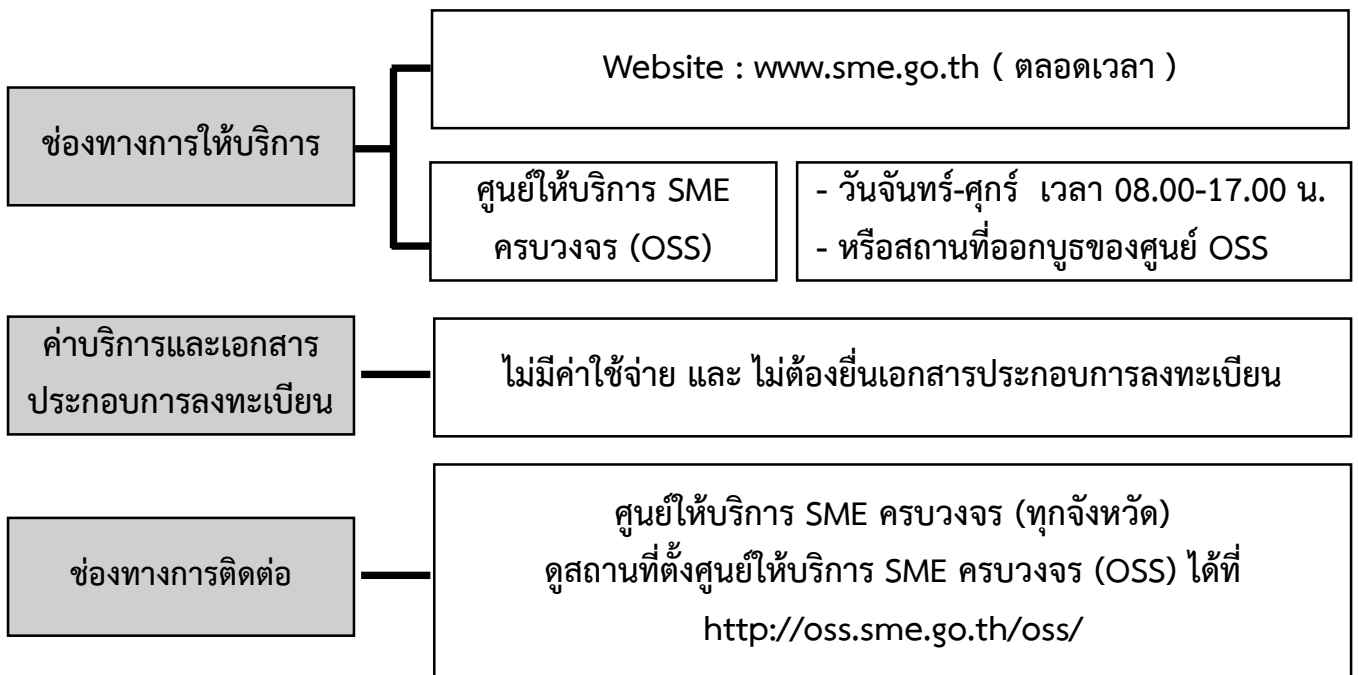 ช่องทางการให้บริการ
Website : www.sme.go.th ( ตลอดเวลา )
ศูนย์ให้บริการ SME
ครบวงจร (OSS)
- วันจันทร์-ศุกร์ เวลา 08.00-17.00 น.
- หรือสถานที่ออกบูธของศูนย์ OSS
ค่าบริการและเอกสาร
ประกอบการลงทะเบียน
ไม่มีค่าใช้จ่าย และ ไม่ต้องยื่นเอกสารประกอบการลงทะเบียน
ช่องทางการติดต่อ
ศูนย์ให้บริการ SME ครบวงจร (ทุกจังหวัด)
ดูสถานที่ตั้งศูนย์ให้บริการ SME ครบวงจร (OSS) ได้ที่
http://oss.sme.go.th/oss/